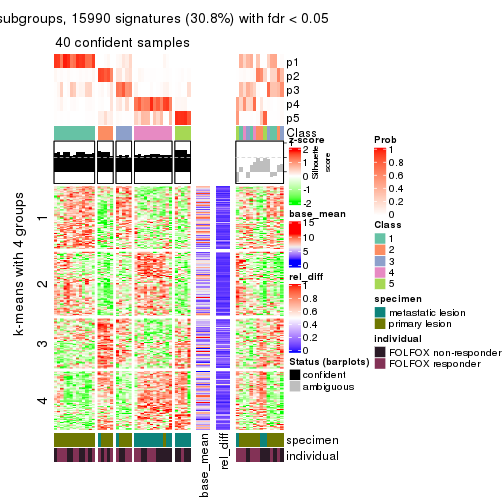 subgroups, 15990 signatures (30.8%) with fdr < 0.05
40 confident samples
p1
p2
p3
p4
p5
Class
1
Silhouette
score
k-means with 4 groups
1
2
3
4
z-score
2
1
0
-1
-2
base_mean
15
10
5
0
rel_diff
1
0.8
0.6
0.4
0.2
0
Status (barplots)
confident
ambiguous
Prob
1
0.8
0.6
0.4
0.2
0
Class
1
2
3
4
5
specimen
metastatic lesion
primary lesion
individual
FOLFOX non-responder
FOLFOX responder
specimen
individual
base_mean
rel_diff